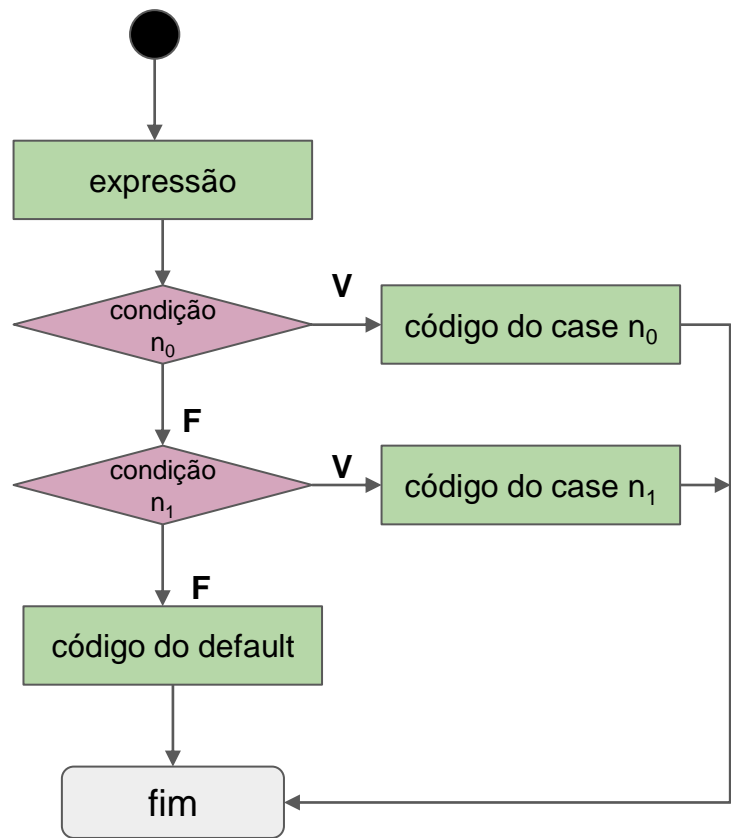 expressão
V
condição
n₀
código do case n₀
F
V
condição
n₁
código do case n₁
F
código do default
fim